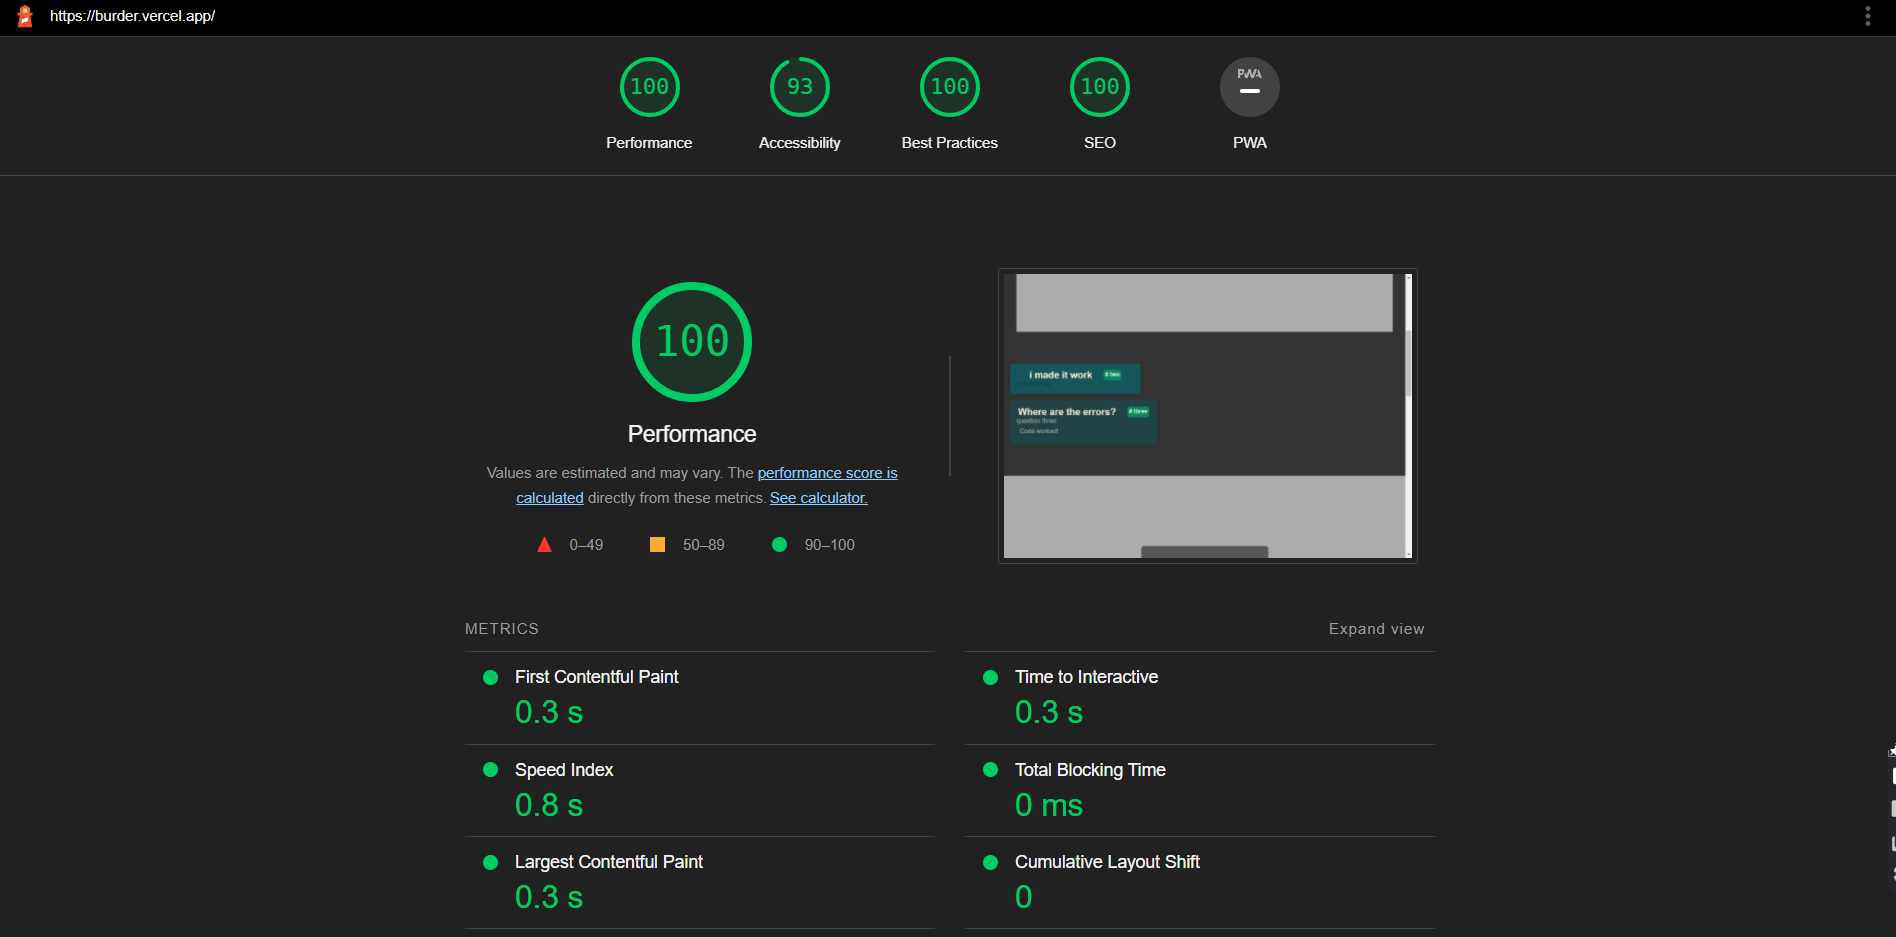 https://burder.vercel.app/
100
93
100
100
PWA
Performance
Accessibility
Best Practices
SEO
PWA
100
Performance
Values are estimated and may vary. The performance score is
calculated directly from these metrics. See calculator.
0–49
50–89
90–100
i made it work
# two
Where are the errors?
# three
question three
Code worked!
METRICS
Expand view
First Contentful Paint
0.3 s
Time to Interactive
0.3 s
Speed Index
0.8 s
Total Blocking Time
0 ms
Largest Contentful Paint
0.3 s
Cumulative Layout Shift
0